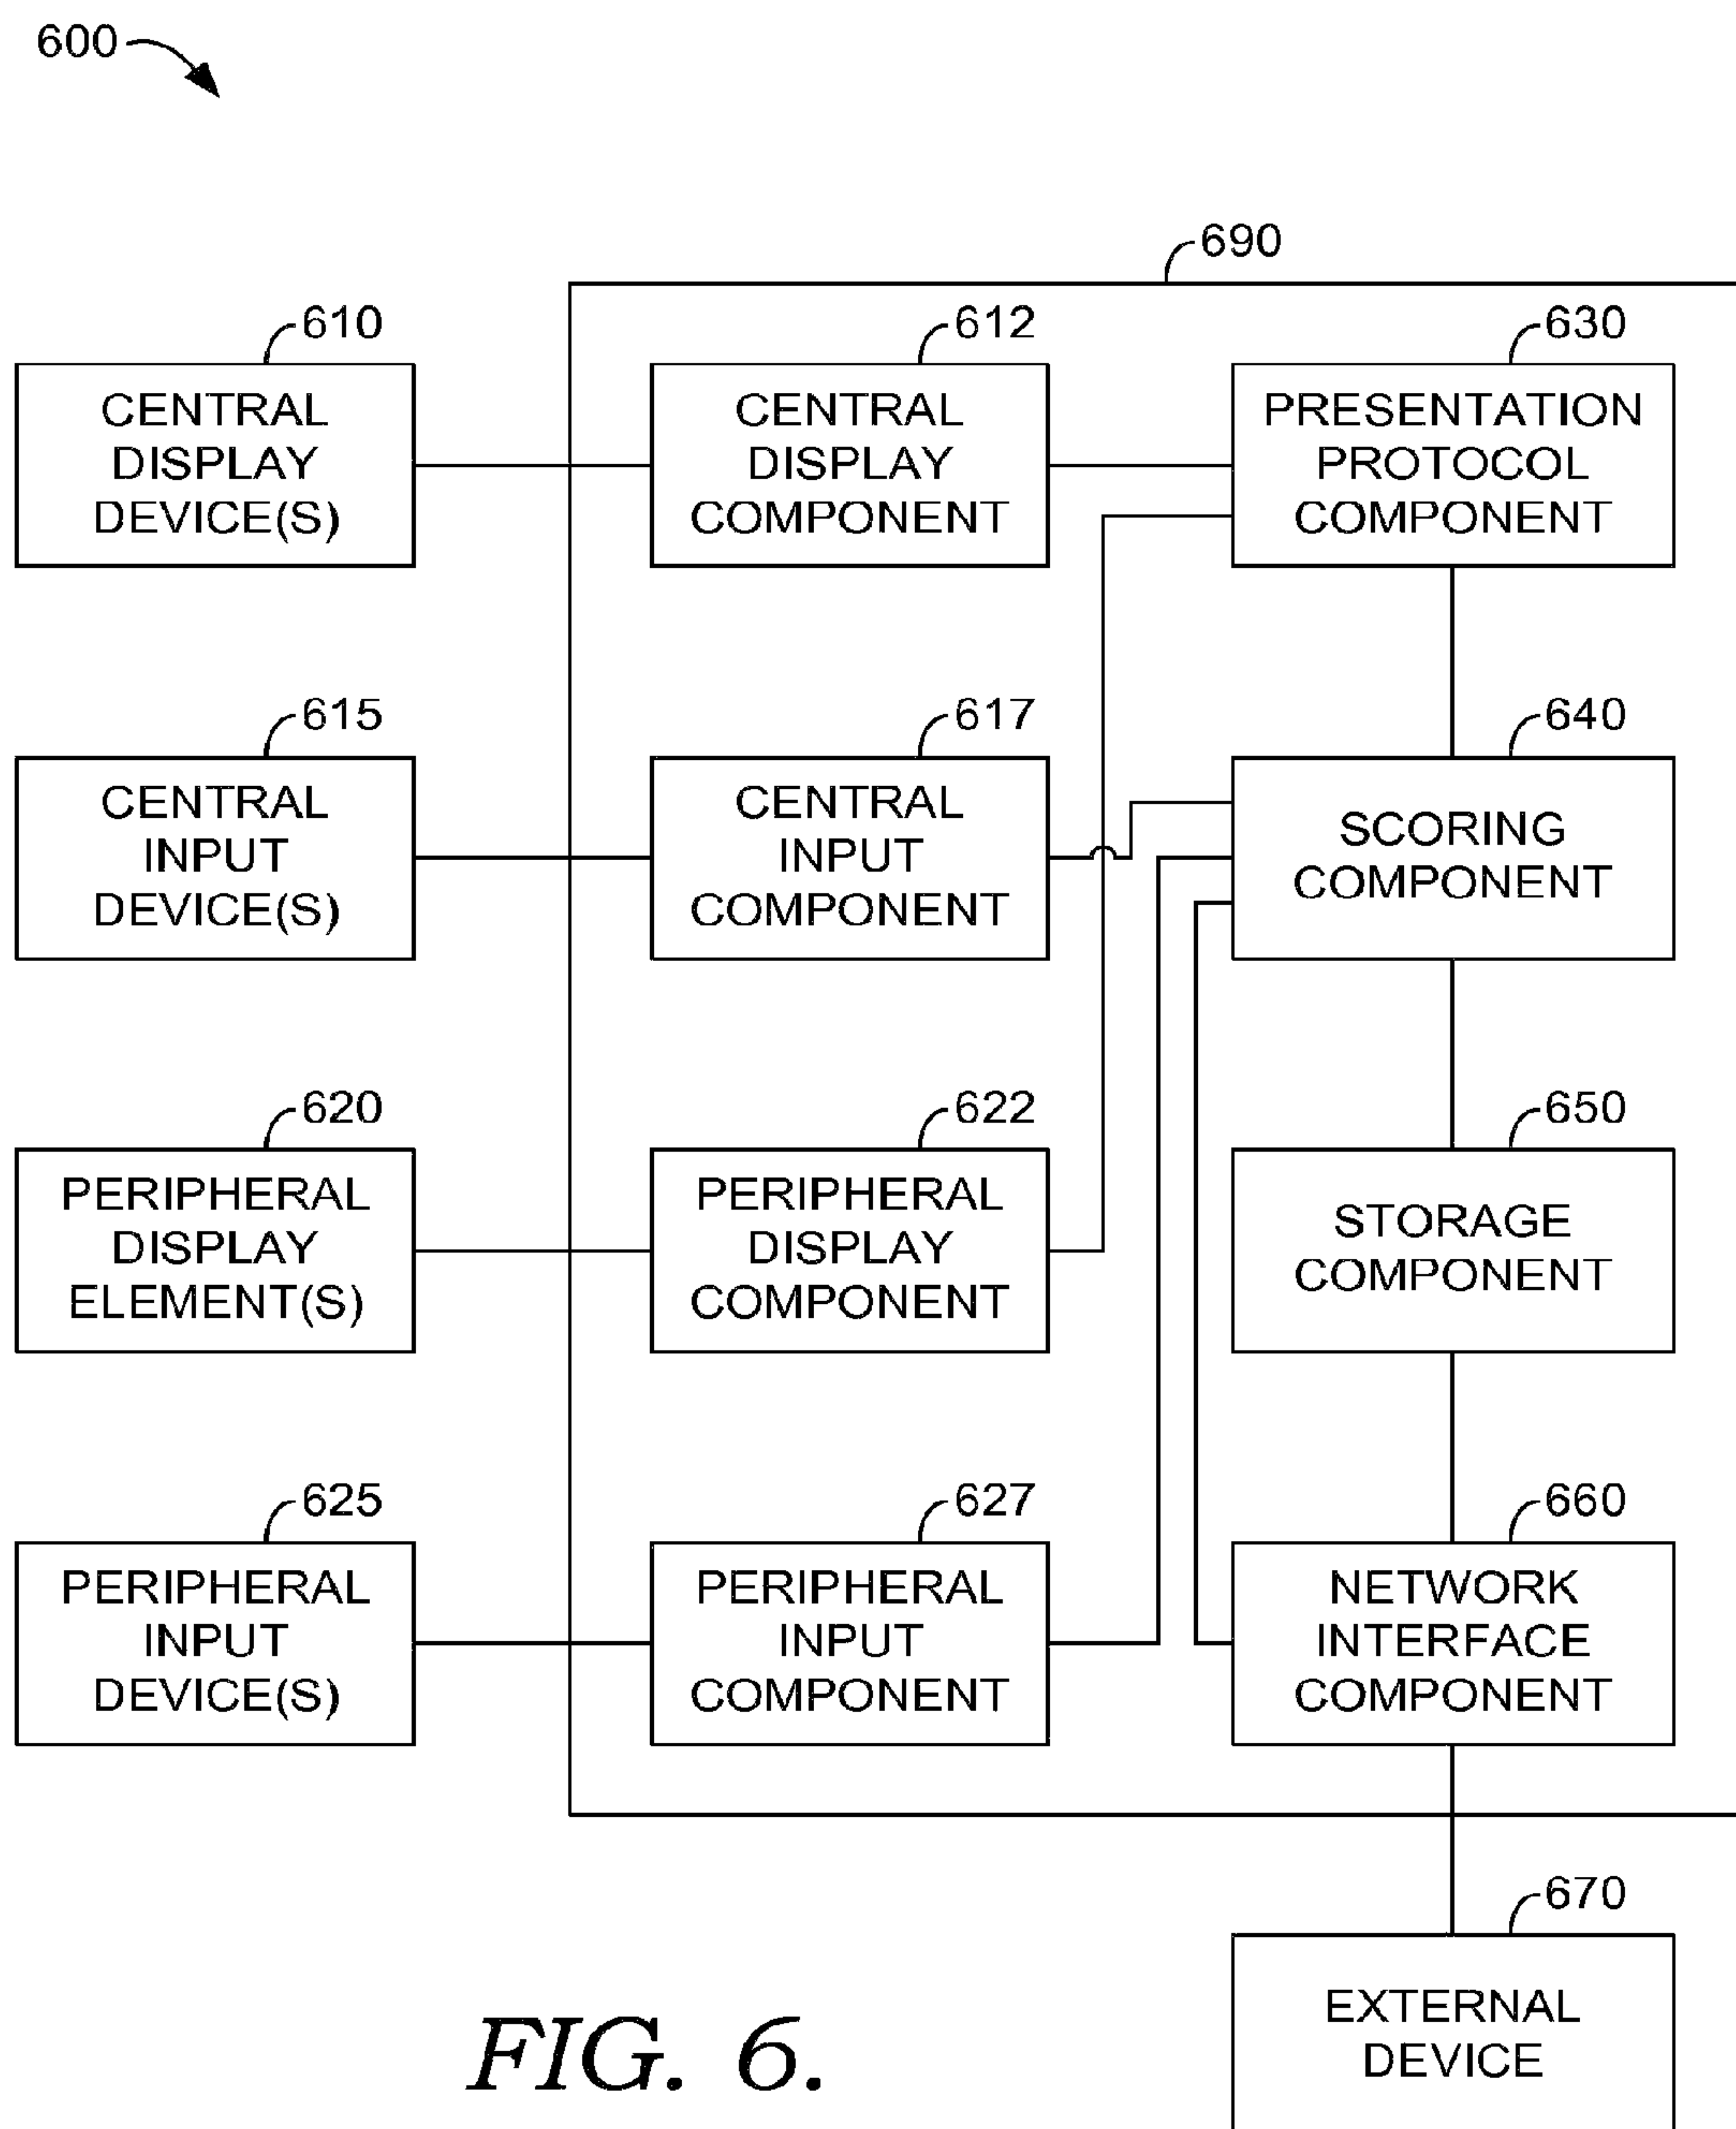 600
690
610
612
630
CENTRAL
DISPLAY
DEVICE(S)
CENTRAL
DISPLAY
COMPONENT
PRESENTATION
PROTOCOL
COMPONENT
615
617
640
CENTRAL
INPUT
DEVICE(S)
CENTRAL
INPUT
COMPONENT
SCORING
COMPONENT
620
622
650
PERIPHERAL
DISPLAY
ELEMENT(S)
PERIPHERAL
DISPLAY
COMPONENT
STORAGE
COMPONENT
625
627
660
PERIPHERAL
INPUT
DEVICE(S)
PERIPHERAL
INPUT
COMPONENT
NETWORK
INTERFACE
COMPONENT
670
EXTERNAL
DEVICE
FIG. 6.